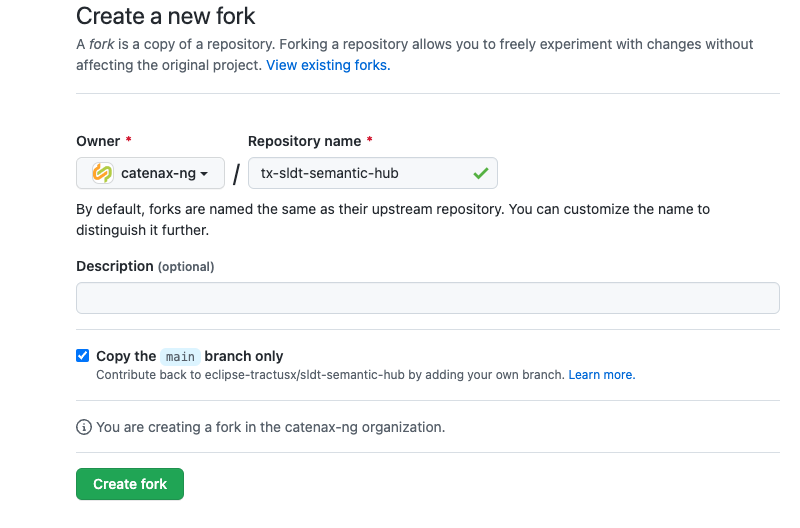 Create a new fork
A fork is a copy of a repository. Forking a repository allows you to freely experiment with changes without
affecting the original project. View existing forks.
Owner * Repository name *
catenax-ng / tx-sldt-semantic-hub
By default, forks are named the same as their upstream repository. You can customize the name to
distinguish it further.
Description (optional)
Copy the main branch only
Contribute back to eclipse-tractusx/sldt-semantic-hub by adding your own branch. Learn more.
You are creating a fork in the catenax-ng organization.
Create fork